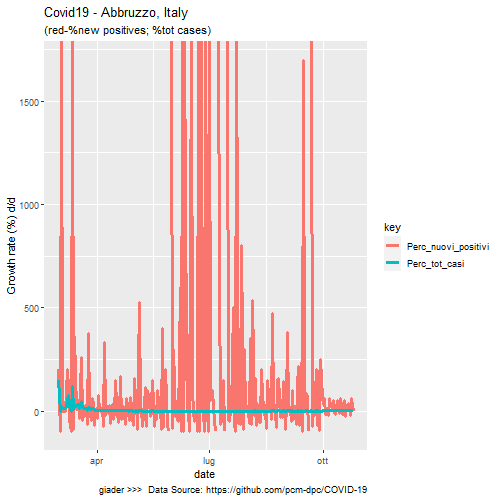 Covid19 - Abbruzzo, Italy
(red-%new positives; %tot cases)
Growth rate (%) d/d
1500
1000
500
0
apr
lug
ott
date
key
Perc_nuovi_positivi
Perc_tot_casi
giader >>> Data Source: https://github.com/pcm-dpc/COVID-19